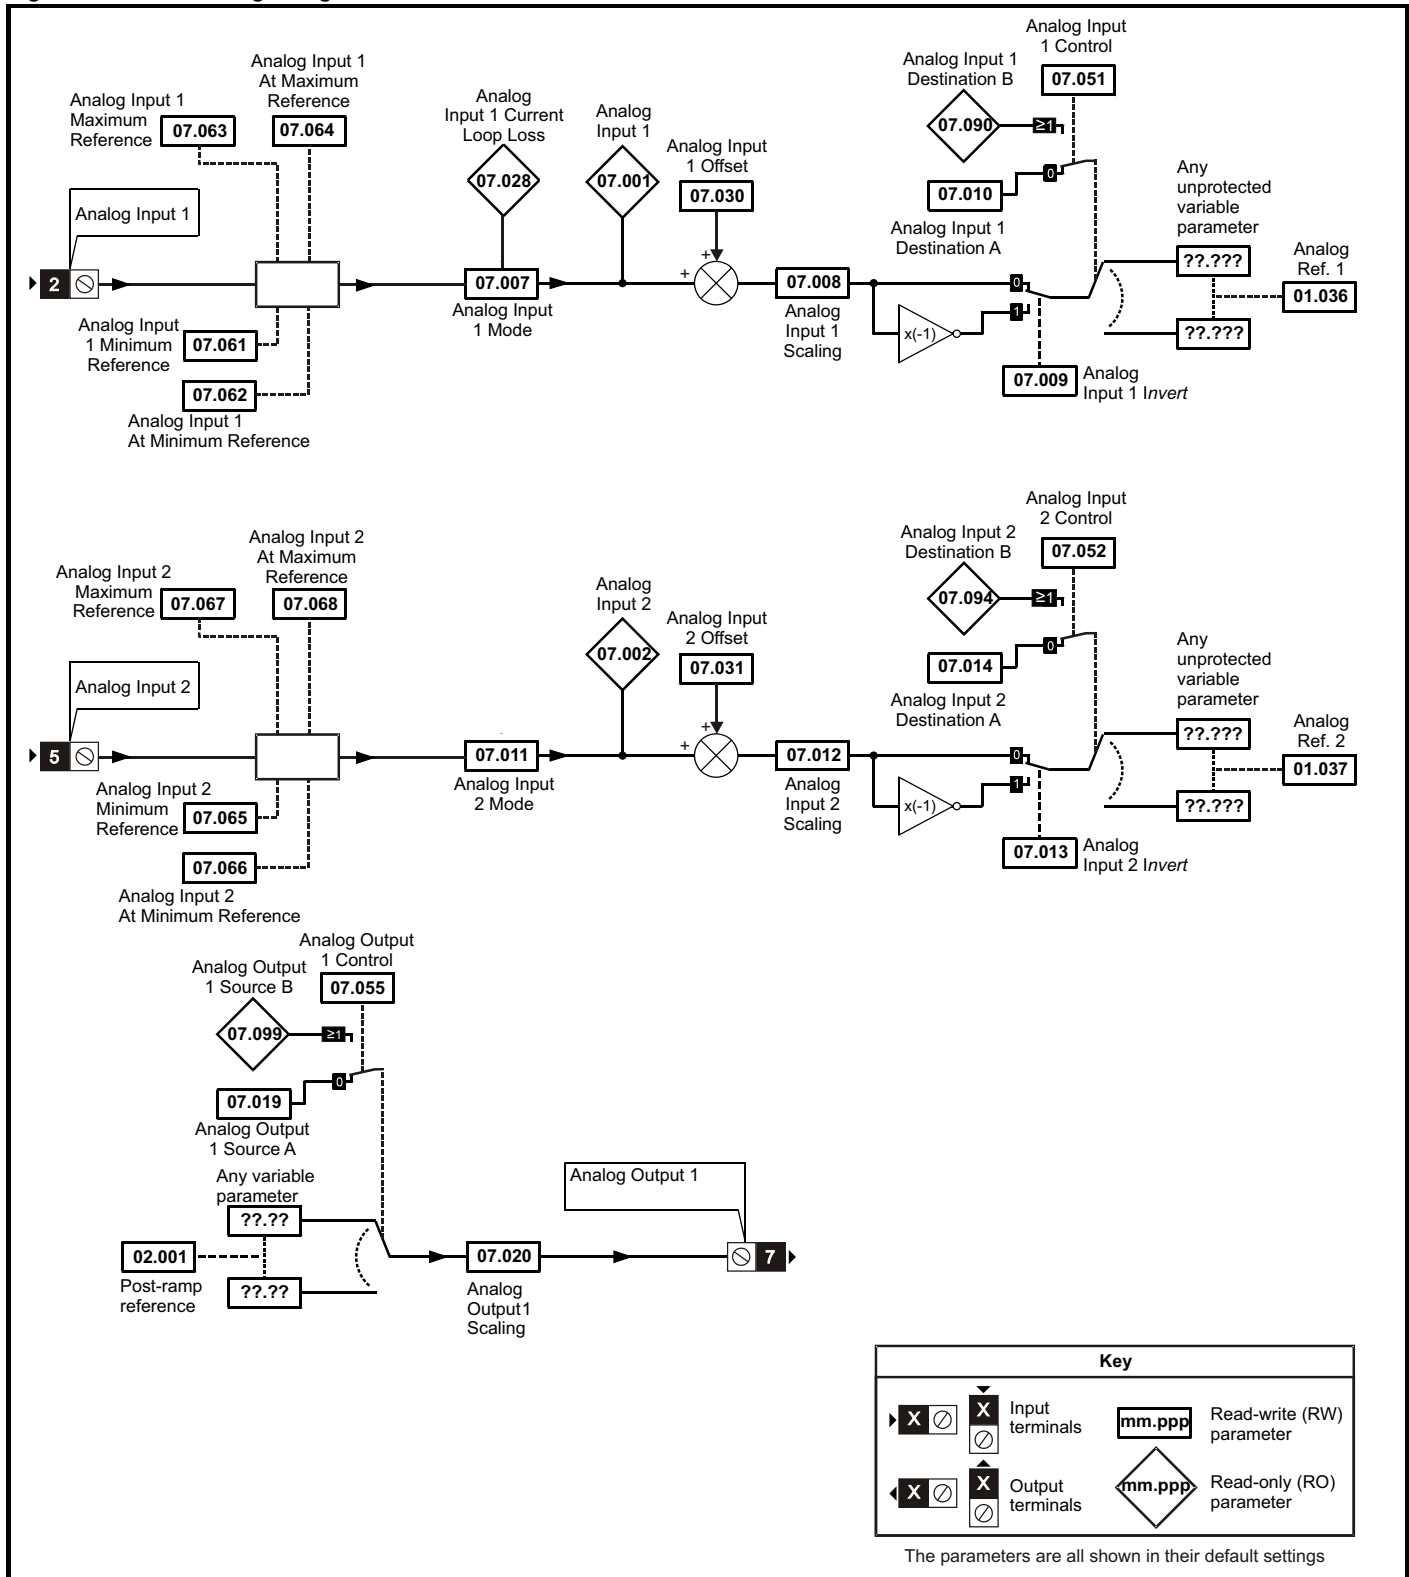 Analog Input 1
Maximum
Reference
07.063
Analog Input 1
At Maximum
Reference
07.064
Analog
Input 1 Current
Loop Loss
07.028
Analog
Input 1
07.001
Analog Input
1 Offset
07.030
Analog Input 1
Destination B
07.090
≥1
Analog Input
1 Control
07.051
0
07.010
Analog Input 1
Destination A
Any
unprotected
variable
parameter
??.???
??.???
Analog
Ref. 1
01.036
Analog Input 1
2
07.007
Analog Input
1 Mode
+
+
07.008
Analog
Input 1
Scaling
x(-1)
0
1
07.009
Analog
Input 1 Invert
Analog Input
1 Minimum
Reference
07.061
07.062
Analog Input 1
At Minimum Reference
Analog Input 2
Maximum
Reference
07.067
Analog Input 2
At Maximum
Reference
07.068
Analog
Input 2
07.002
Analog Input
2 Offset
07.031
Analog Input 2
Destination B
07.094
≥1
Analog Input
2 Control
07.052
0
07.014
Analog Input 2
Destination A
Any
unprotected
variable
parameter
??.???
??.???
Analog
Ref. 2
01.037
Analog Input 2
5
07.011
Analog Input
2 Mode
+
+
07.012
Analog
Input 2
Scaling
x(-1)
0
1
07.013
Analog
Input 2 Invert
Analog Input 2
Minimum
Reference
07.065
07.066
Analog Input 2
At Minimum Reference
Analog Output
1 Control
07.055
Analog Output
1 Source B
07.099
≥1
0
07.019
Analog Output
1 Source A
Any variable
parameter
??.??
??.??
02.001
Post-ramp
reference
07.020
Analog
Output1
Scaling
Analog Output 1
7
Key
X
X
Input
terminals
mm.ppp
Read-write (RW)
parameter
X
X
Output
terminals
mm.ppp
Read-only (RO)
parameter
The parameters are all shown in their default settings